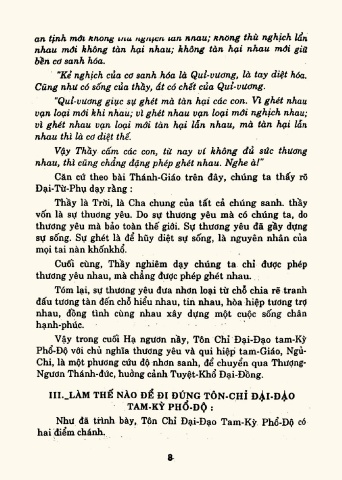 an tịnh mới không thù nghịch lẫn nhau; không thù nghịch lẫn
nhau mới không tàn hại nhau; không tàn hại nhau mới giữ
bền cơ sanh hóa.
"Kẻ nghịch của cơ sanh hóa là Quỉ-vương, là tay diệt hóa.
Cũng như có sống của thầy, ắt có chết của Quỉ-vương.
"Quỉ-vương giục sự ghét mà tàn hại các con. Vì ghét nhau
vạn loại mới khi nhau; vì ghét nhau vạn loại mới nghịch nhau;
vì ghét nhau vạn loại mới tàn hại lẫn nhau, mà tàn hại lẫn nhau
thì là cơ diệt thế.
Vậy Thầy cấm các con, từ nay ví không đủ sức thương
nhau, thì cũng chẳng đặng phép ghét nhau. Nghe à!"
Căn cứ theo bài Thánh-Giáo trên đây, chúng ta thấy rõ
Đại-Từ-Phụ dạy rằng :
Thầy là Trời, là Cha chung của tất cả chúng sanh. thầy
vốn là sự thương yêu. Do sự thương yêu mà có chúng ta, do
thương yêu mà bảo toàn thế giới. Sự thương yêu đã gầy dựng
sự sống. Sự ghét là để hủy diệt sự sống, là nguyên nhân của
mọi tai nàn khổnkhổ.
Cuối cùng, Thầy nghiêm dạy chúng ta chỉ được phép
thương yêu nhau, mà chẳng được phép ghét nhau.
Tóm lại, sự thương yêu đưa nhơn loại từ chỗ chia rẽ tranh
đấu tương tàn đến chỗ hiểu nhau, tin nhau, hòa hiệp tương trợ
nhau, đồng tình cùng nhau xây dựng một cuộc sống chân
hạnh-phúc.
Vậy trong cuối Hạ ngươn nầy, Tôn Chỉ Đại-Đạo tam-Kỳ
Phổ-Độ với chủ nghĩa thương yêu và qui hiệp tam-Giáo, Ngũ-
Chi, là một phương cứu độ nhơn sanh, để chuyển qua Thượng-
Ngươn Thánh-đức, hưởng cảnh Tuyệt-Khổ Đại-Đồng.
III._LÀM THẾ NÀO ĐỂ ĐI ĐÚNG TÔN-CHỈ ĐẠI-ĐẠO
TAM-KỲ PHỔ-ĐỘ :
Như đã trình bày, Tôn Chỉ Đại-Đạo Tam-Kỳ Phổ-Độ có
hai điểm chánh.
8